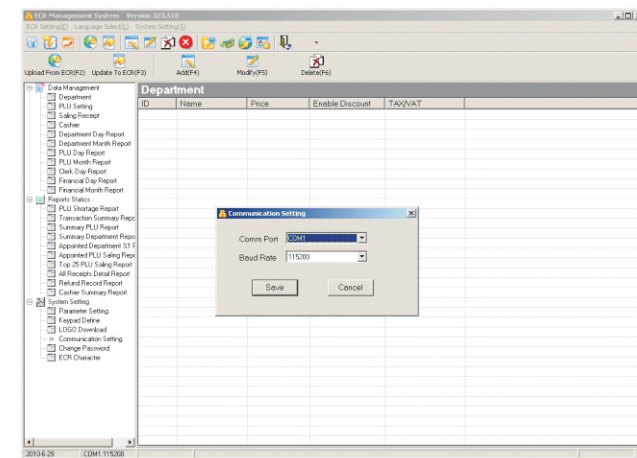 ECR Management System Version 323.518
ECR Setting(E) Language Select(L) System Setting(S)
Upload From ECR(F2) Update To ECR(F3) Add(F4) Modify(F5) Delete(F6)
Data Management
Department
PLU Setting
Saling Receipt
Cashier
Department Day Report
Department Month Report
PLU Day Report
PLU Month Report
Clerk Day Report
Financial Day Report
Financial Month Report
Reports Statics
PLU Shortage Report
Transaction Summary Repc
Summary PLU Report
Summary Department Repo
Appointed Department %1 F
Appointed PLU Saling Repo
Top 25 PLU Saling Report
All Receipts Detail Report
Refund Record Report
Cashier Summary Report
System Setting
Parameter Setting
Keypad Define
LOGO Download
Communication Setting
Change Password
ECR Character
Department
ID Name Price Enable Discount TAX/VAT
Communication Setting
Comm Port COM1
Baud Rate 115200
Save Cancel
2010-6-29 COM1:115200